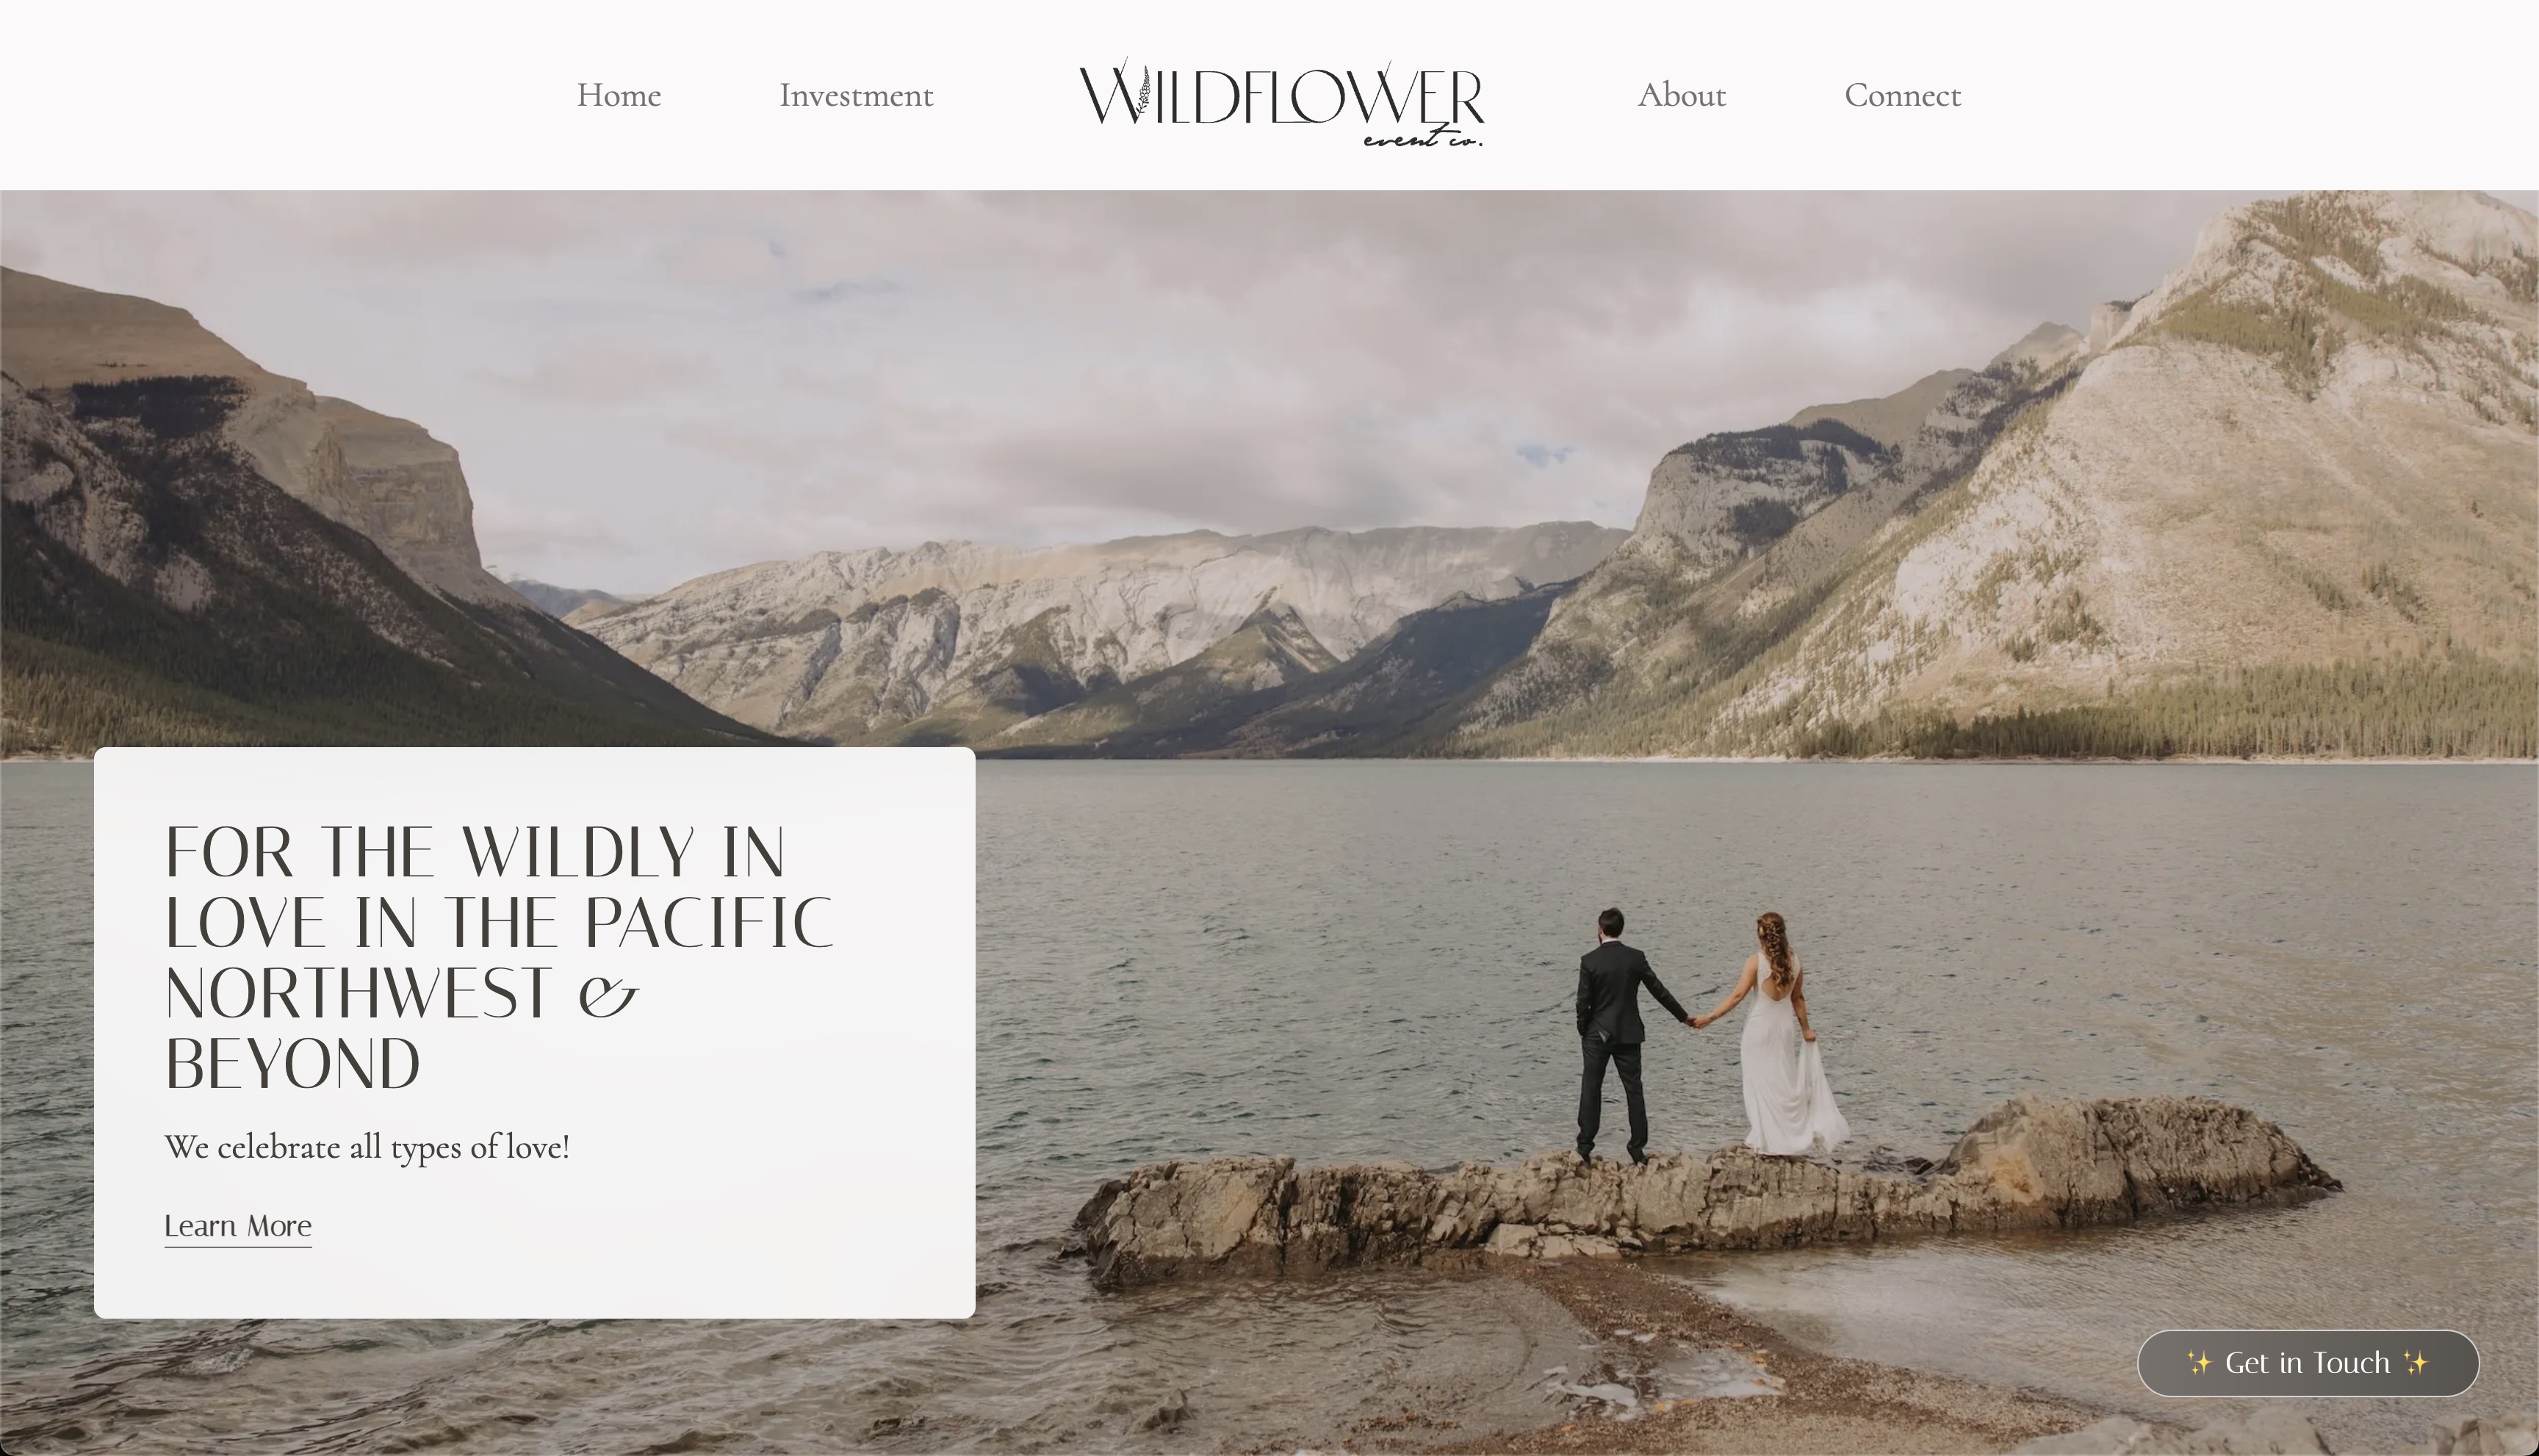 Home
Investment
WILDFLOWER
event co.
About
Connect
FOR THE WILDLY IN
LOVE IN THE PACIFIC
NORTHWEST &
BEYOND
We celebrate all types of love!
Learn More
✨ Get in Touch ✨